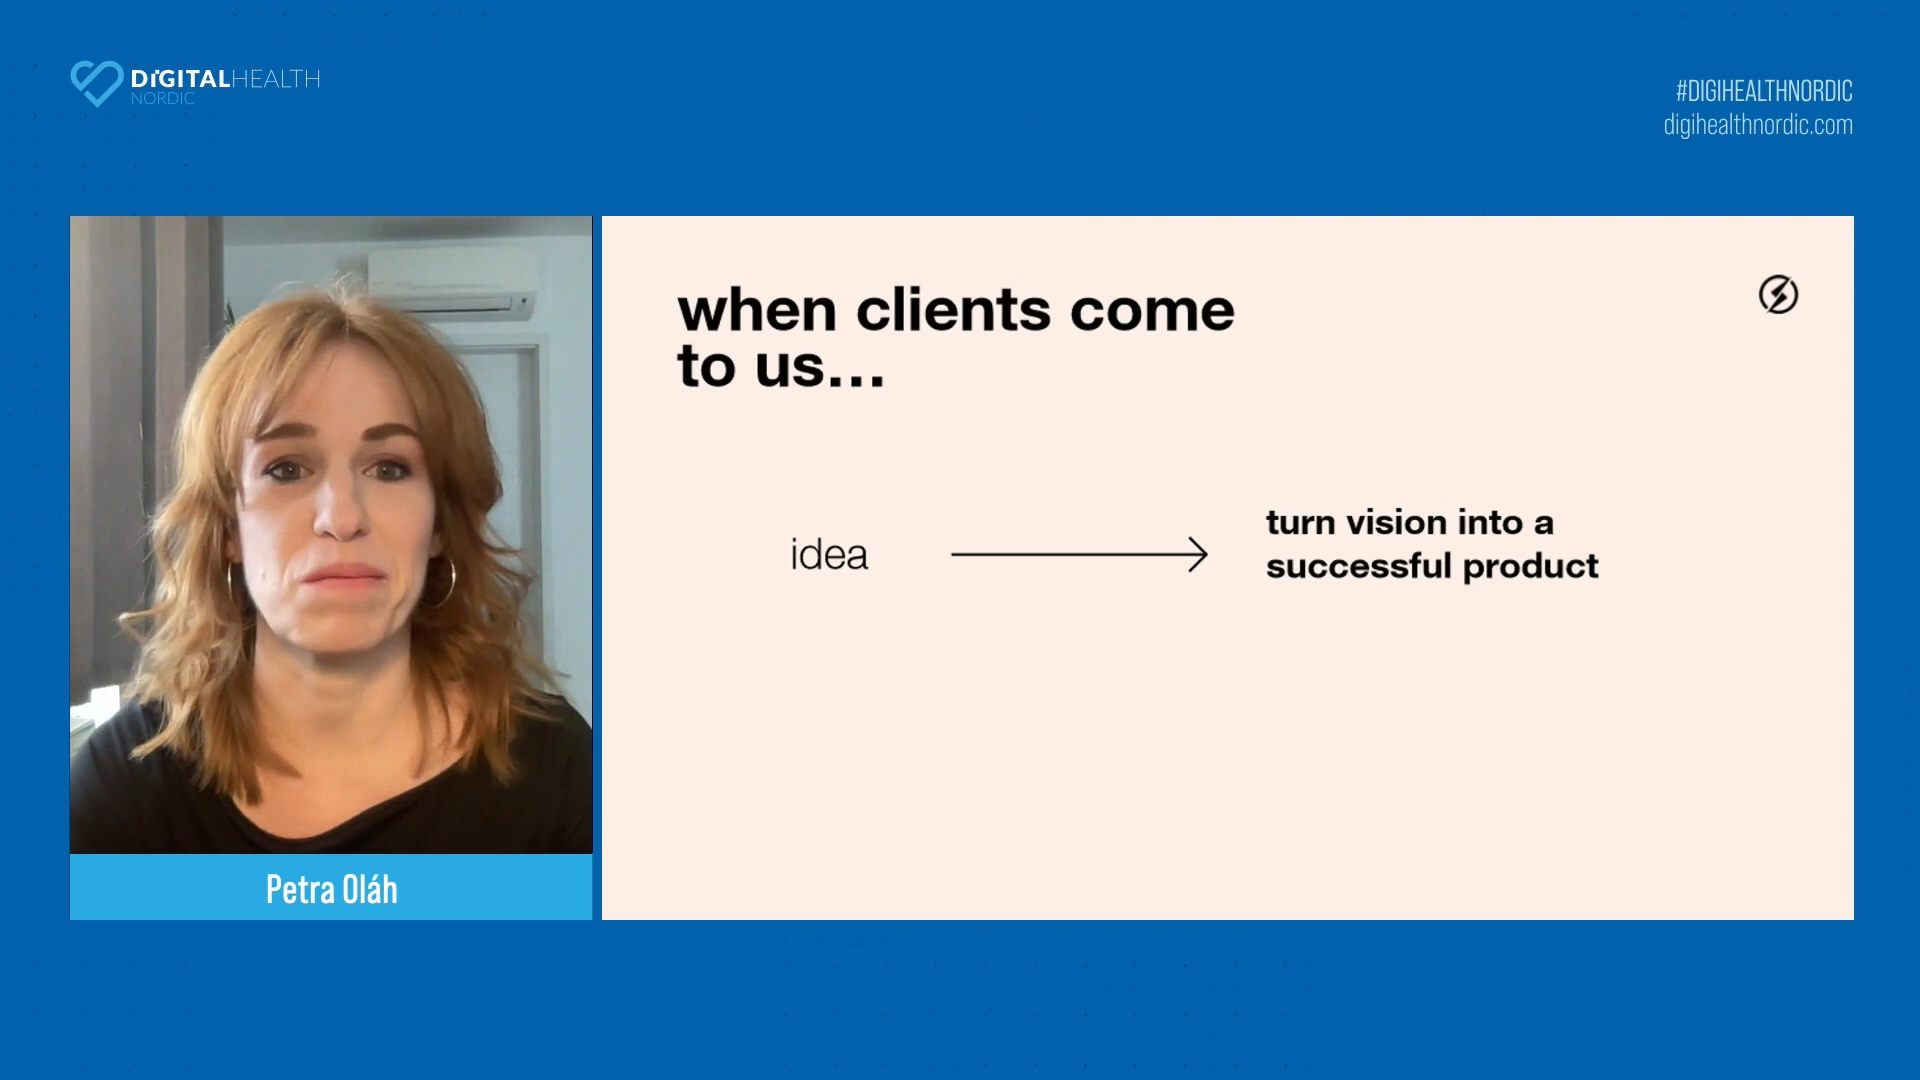 DiGITALHEALTH
NORDIC
#DIGIHEALTHNORDIC
digihealthnordic.com
when clients come
to us...
idea
turn vision into a
successful product
Petra Oláh